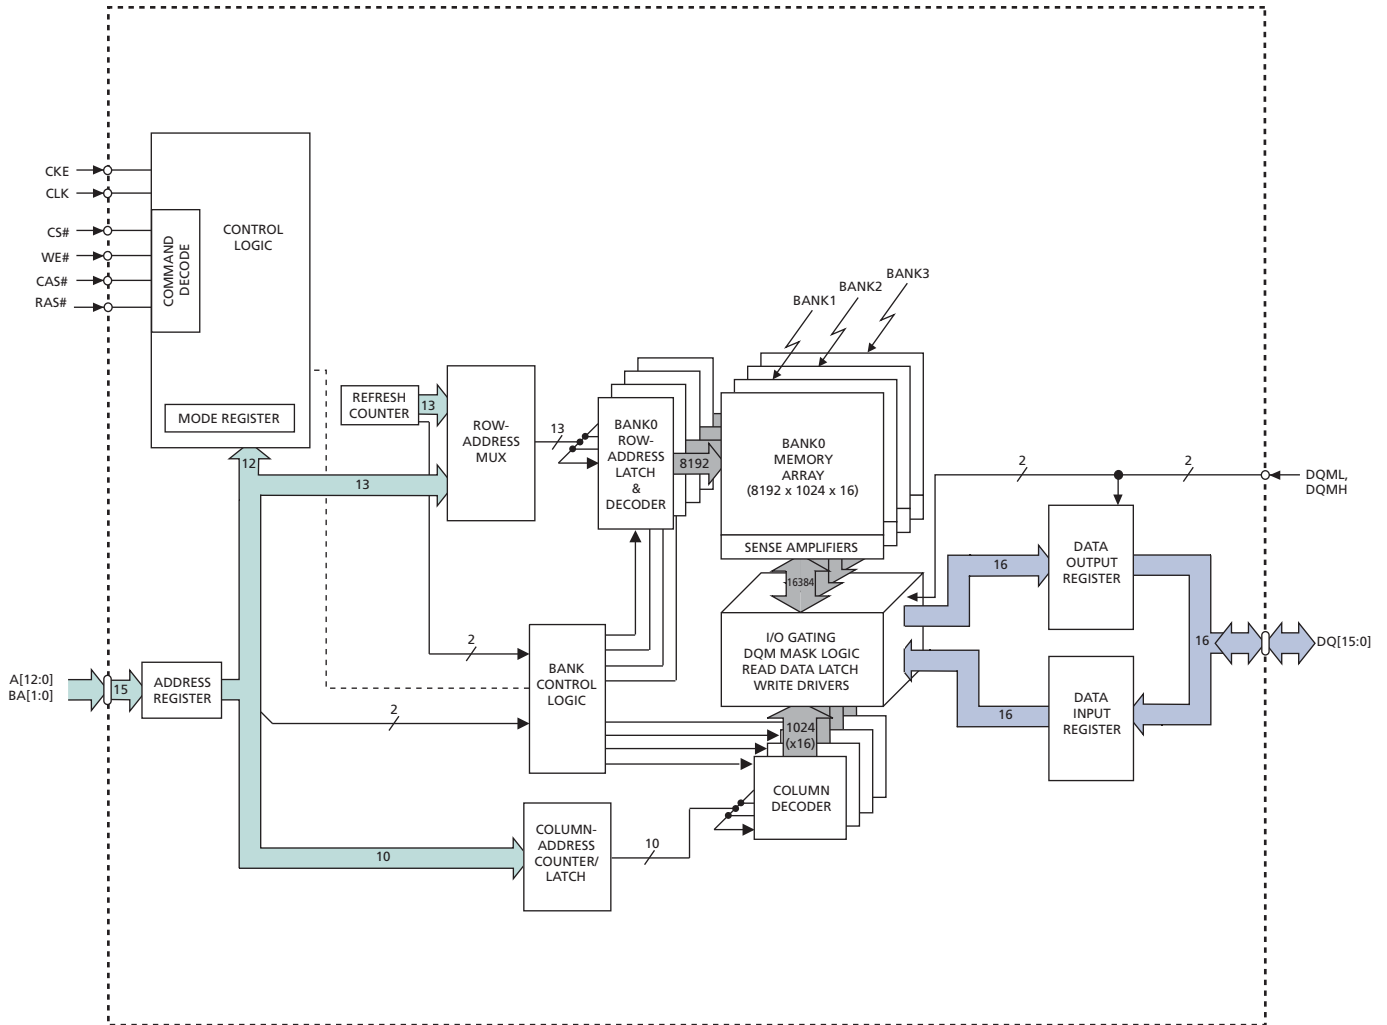 CKE
CLK
CS#
WE#
CAS#
RAS#
COMMAND
DECODE
CONTROL
LOGIC
MODE REGISTER
12
13
REFRESH
COUNTER
13
ROW-
ADDRESS
MUX
13
BANK0
ROW-
ADDRESS
LATCH
&
DECODER
8192
BANK1
BANK2
BANK3
BANK0
MEMORY
ARRAY
(8192 x 1024 x 16)
SENSE AMPLIFIERS
16384
I/O GATING
DQM MASK LOGIC
READ DATA LATCH
WRITE DRIVERS
2
2
DQML,
DQMH
16
DATA
OUTPUT
REGISTER
16
DQ[15:0]
16
DATA
INPUT
REGISTER
A[12:0]
BA[1:0]
15
ADDRESS
REGISTER
2
2
BANK
CONTROL
LOGIC
1024
(x16)
COLUMN
DECODER
10
COLUMN-
ADDRESS
COUNTER/
LATCH
10